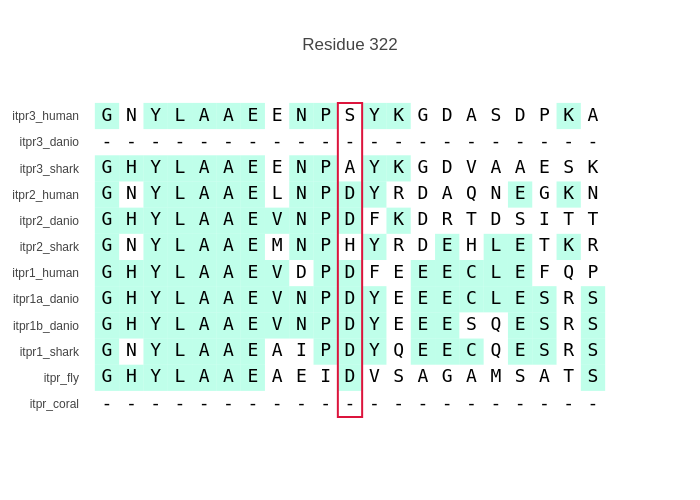 Residue 322
itpr3_human G N Y L A A E E N P S Y K G D A S D P K A
itpr3_danio - - - - - - - - - - - - - - - - - - - - -
itpr3_shark G H Y L A A E E N P A Y K G D V A A E S K
itpr2_human G N Y L A A E L N P D Y R D A Q N E G K N
itpr2_danio G H Y L A A E V N P D F K D R T D S I T T
itpr2_shark G N Y L A A E M N P H Y R D E H L E T K R
itpr1_human G H Y L A A E V D P D F E E E C L E F Q P
itpr1a_danio G H Y L A A E V N P D Y E E E C L E S R S
itpr1b_danio G H Y L A A E V N P D Y E E E S Q E S R S
itpr1_shark G N Y L A A E A I P D Y Q E E C Q E S R S
itpr_fly G H Y L A A E A E I D V S A G A M S A T S
itpr_coral - - - - - - - - - - - - - - - - - - - - -